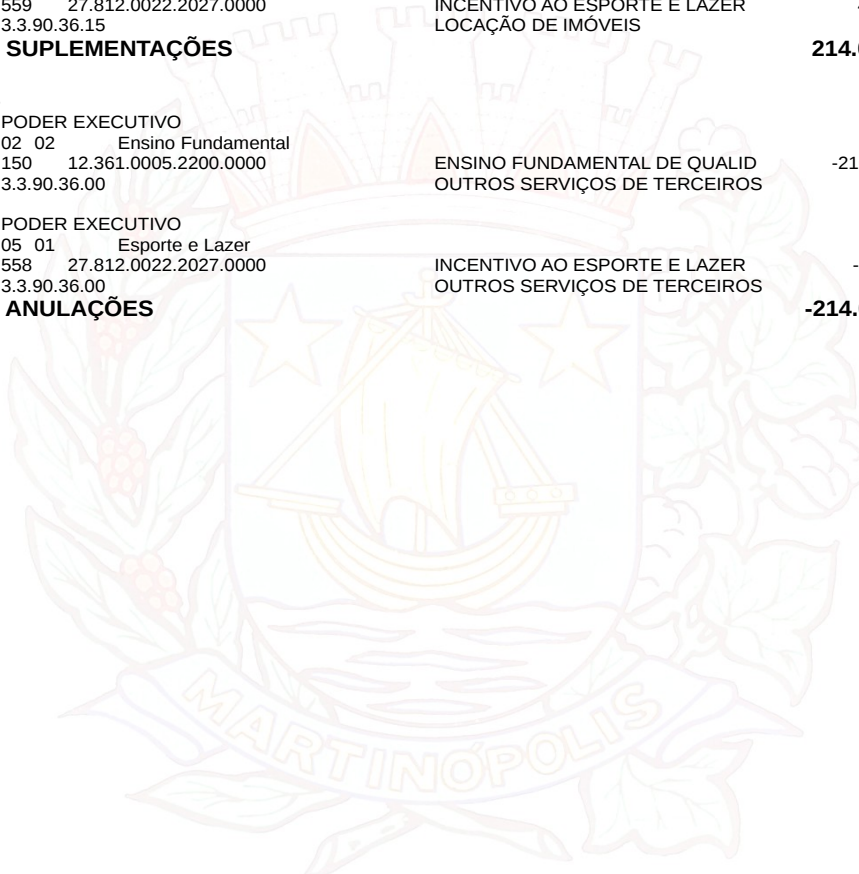 559 27.812.0022.2027.0000 INCENTIVO AO ESPORTE E LAZER
3.3.90.36.15 LOCAÇÃO DE IMÓVEIS
SUPLEMENTAÇÕES 214.
PODER EXECUTIVO
02 02 Ensino Fundamental
150 12.361.0005.2200.0000 ENSINO FUNDAMENTAL DE QUALID -21
3.3.90.36.00 OUTROS SERVIÇOS DE TERCEIROS
PODER EXECUTIVO
05 01 Esporte e Lazer
558 27.812.0022.2027.0000 INCENTIVO AO ESPORTE E LAZER -
3.3.90.36.00 OUTROS SERVIÇOS DE TERCEIROS
ANULAÇÕES -214.
MARTINÓPOLIS